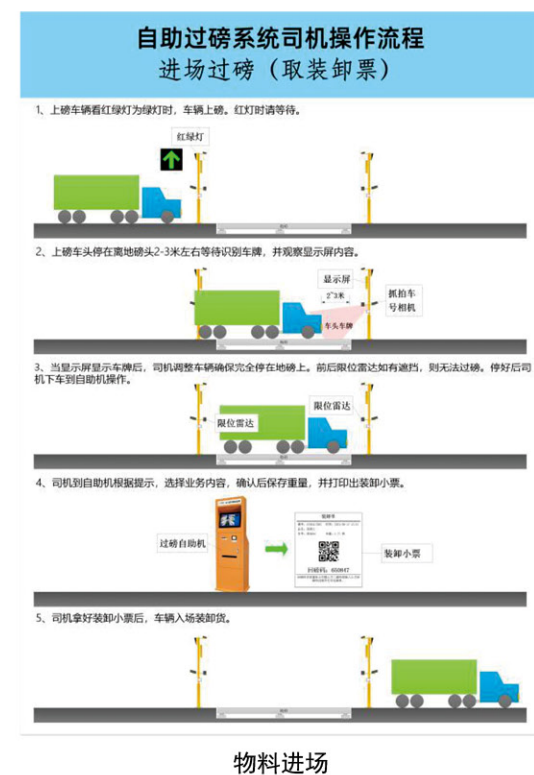 自助过磅系统司机操作流程
进场过磅（取装卸票）
1、上磅车辆看红绿灯为绿灯时，车辆上磅。红灯时请等待。
红绿灯
2、上磅车头停在离地磅头2-3米左右等待识别车牌，并观察显示屏内容。
显示屏
2~3米
抓拍车
号相机
车头车牌
3、当显示屏显示车牌后，司机调整车辆确保完全停在地磅上。前后限位雷达如有遮挡，则无法过磅。停好后司
机下车到自助机操作。
限位雷达
限位雷达
4、司机到自助机根据提示，选择业务内容，确认后保存重量，并打印出装卸小票。
过磅自助机
装卸小票
回磅码：
5、司机拿好装卸小票后，车辆入场装卸货。
物料进场